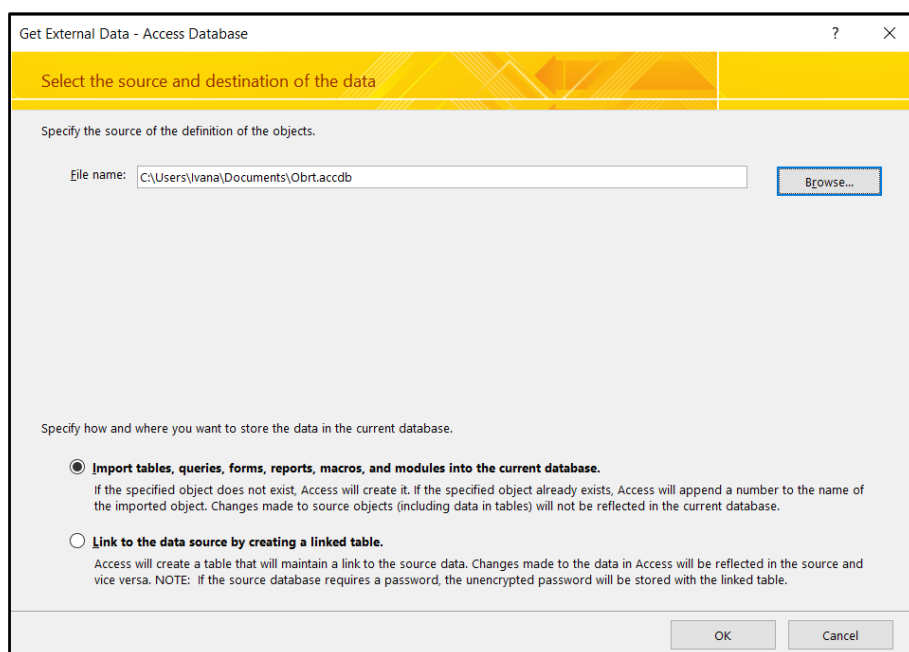 Get External Data - Access Database
?
Select the source and destination of the data
Specify the source of the definition of the objects.
File name: C:\Users\Ivana\Documents\Obrt.accdb Browse...
Specify how and where you want to store the data in the current database.
Import tables, queries, forms, reports, macros, and modules into the current database.
If the specified object does not exist, Access will create it. If the specified object already exists, Access will append a number to the name of
the imported object. Changes made to source objects (including data in tables) will not be reflected in the current database.
Link to the data source by creating a linked table.
Access will create a table that will maintain a link to the source data. Changes made to the data in Access will be reflected in the source and
vice versa. NOTE:  If the source database requires a password, the unencrypted password will be stored with the linked table.
OK Cancel